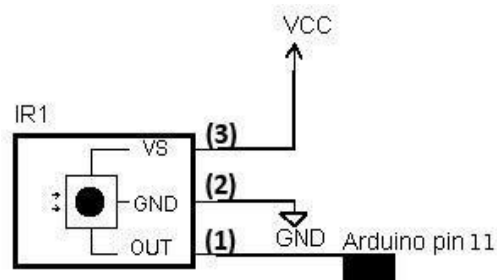 VCC
IR1
VS (3)
GND (2)
OUT (1)
GND
Arduino pin 11